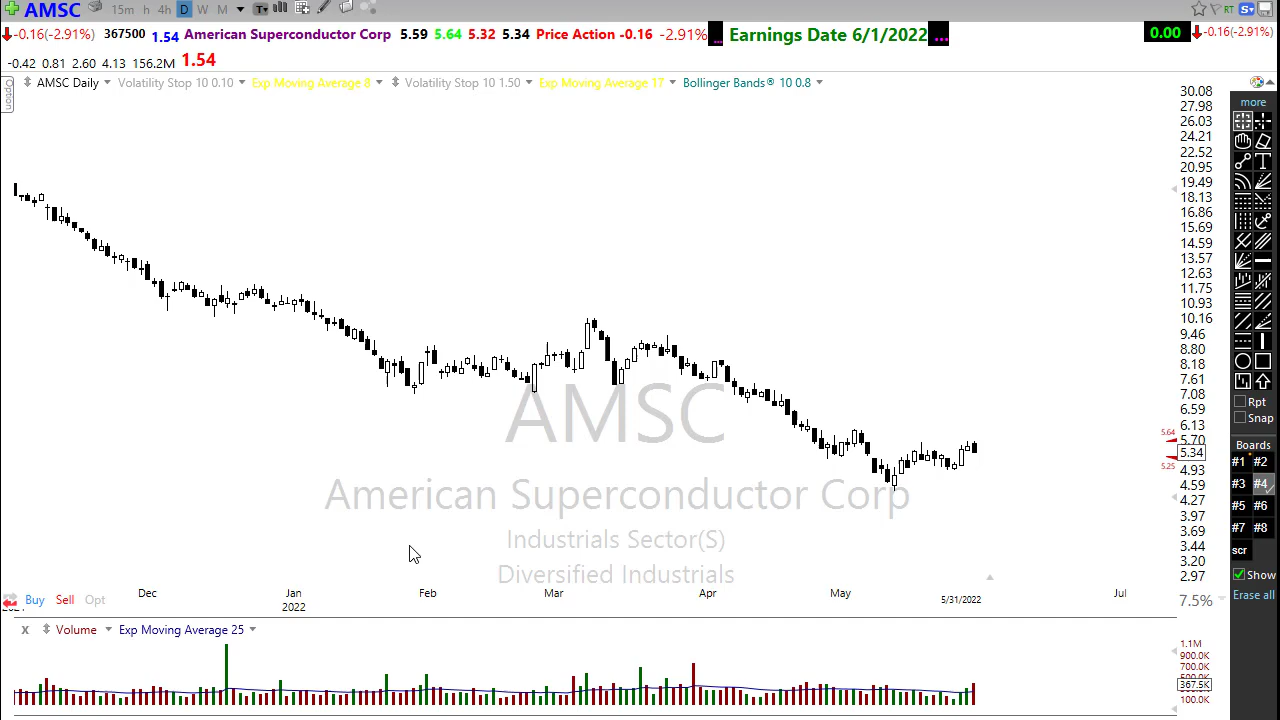 AMSC 15m h 4h D W M T RT S
-0.16(-2.91%) 367500 1.54 American Superconductor Corp 5.59 5.64 5.32 5.34 Price Action -0.16 -2.91% ... Earnings Date 6/1/2022 ... 0.00 -0.16(-2.91%)
-0.42 0.81 2.60 4.13 156.2M 1.54
Option
AMSC Daily Volatility Stop 10 0.10 Exp Moving Average 8 Volatility Stop 10 1.50 Exp Moving Average 17 Bollinger Bands® 10 0.8
30.08
27.98
26.03
24.21
22.52
20.95
19.49
18.13
16.86
15.69
14.59
13.57
12.63
11.75
10.93
10.16
9.46
8.80
8.18
7.61
7.08
6.59
6.13
5.64
5.70
5.34
5.25
4.93
4.59
4.27
3.97
3.69
3.44
3.20
2.97
AMSC
American Superconductor Corp
Industrials Sector(S)
Diversified Industrials
Dec Jan Feb Mar Apr May 5/31/2022 Jul
2022
Buy Sell Opt
7.5%
X Volume Exp Moving Average 25
1.1M
900.0K
700.0K
367.5K
100.0K
more
T
Rpt
Snap
Boards
#1 #2
#3 #4
#5 #6
#7 #8
scr
Show
Erase all